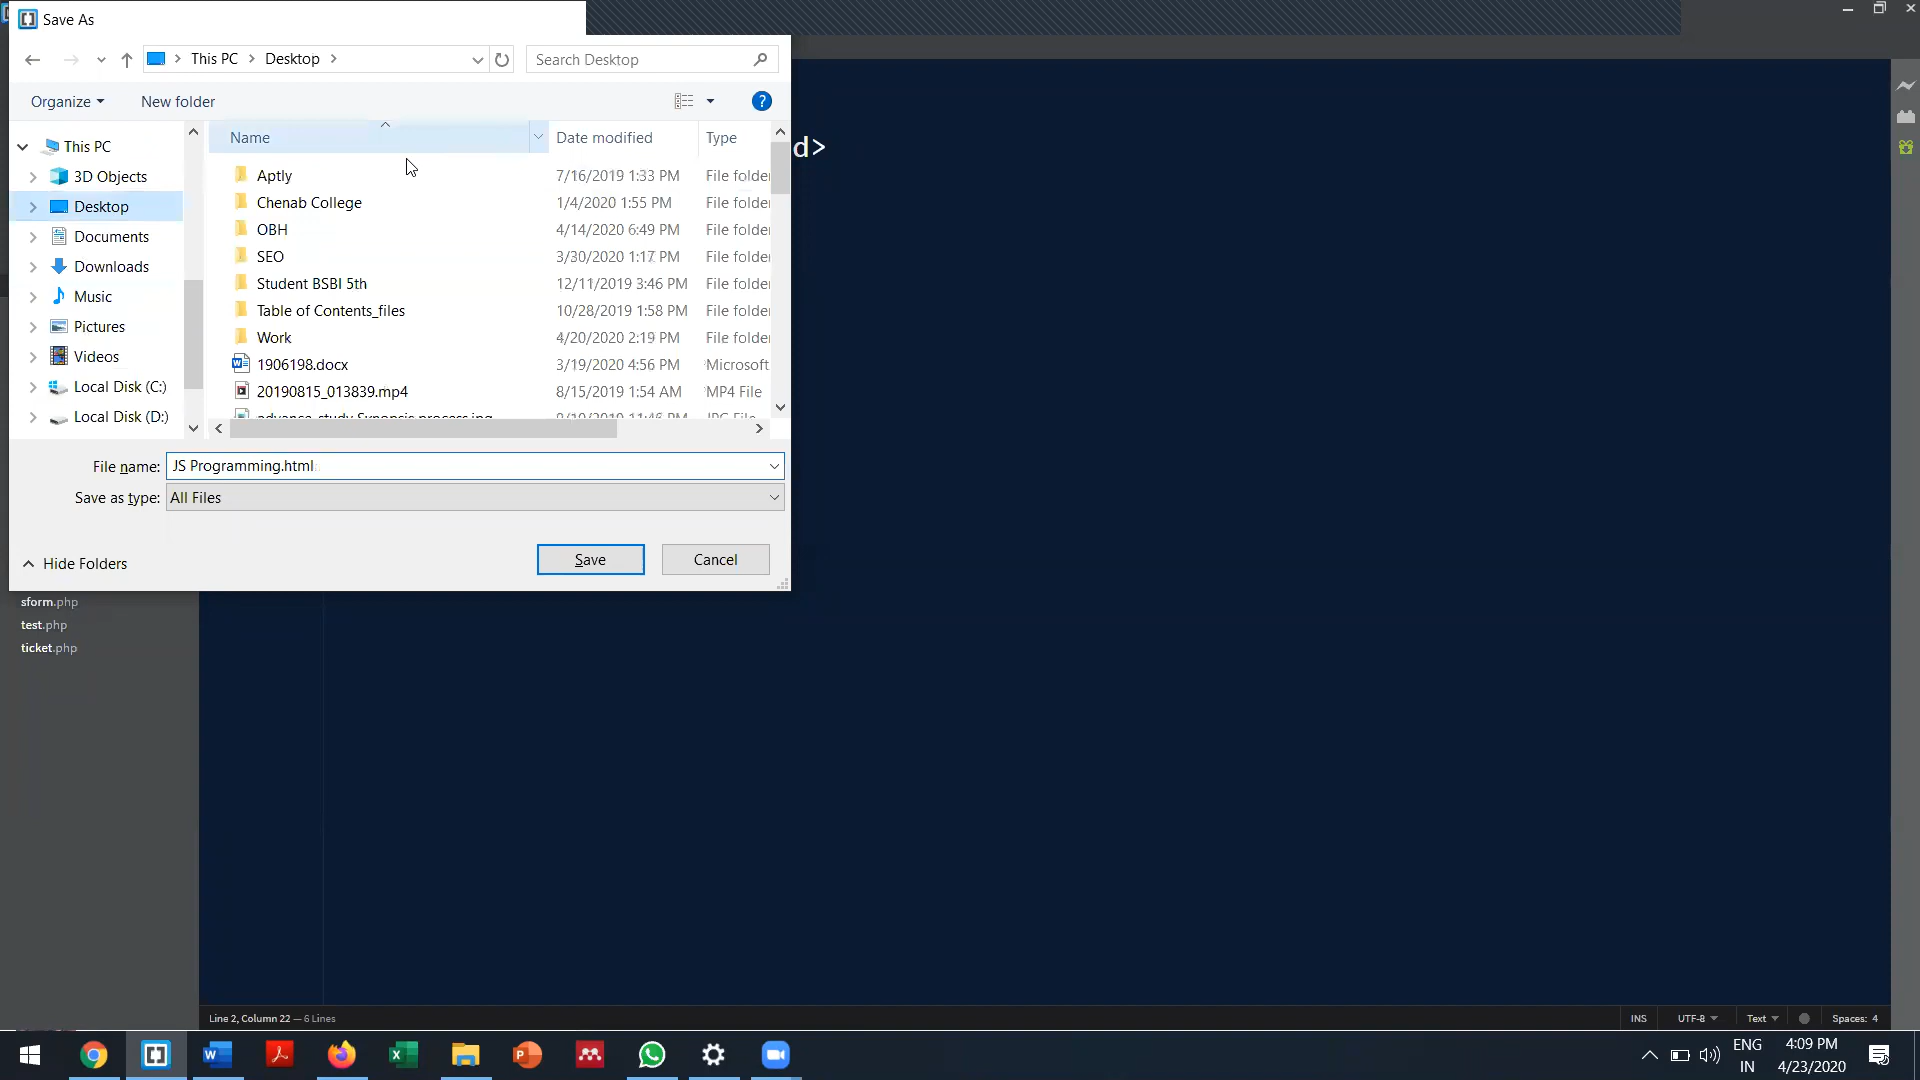 Save As
This PC > Desktop >
Search Desktop
Organize
New folder
Name
Date modified
Type
This PC
3D Objects
Desktop
Documents
Downloads
Music
Pictures
Videos
Local Disk (C:)
Local Disk (D:)
Aptly 7/16/2019 1:33 PM File folder
Chenab College 1/4/2020 1:55 PM File folder
OBH 4/14/2020 6:49 PM File folder
SEO 3/30/2020 1:17 PM File folder
Student BSBI 5th 12/11/2019 3:46 PM File folder
Table of Contents_files 10/28/2019 1:58 PM File folder
Work 4/20/2020 2:19 PM File folder
1906198.docx 3/19/2020 4:56 PM Microsoft
20190815_013839.mp4 8/15/2019 1:54 AM MP4 File
File name: JS Programming.html
Save as type: All Files
Hide Folders
Save
Cancel
d>
sform.php
test.php
ticket.php
Line 2, Column 22 — 6 Lines
INS
UTF-8
Text
Spaces: 4
ENG
IN
4:09 PM
4/23/2020